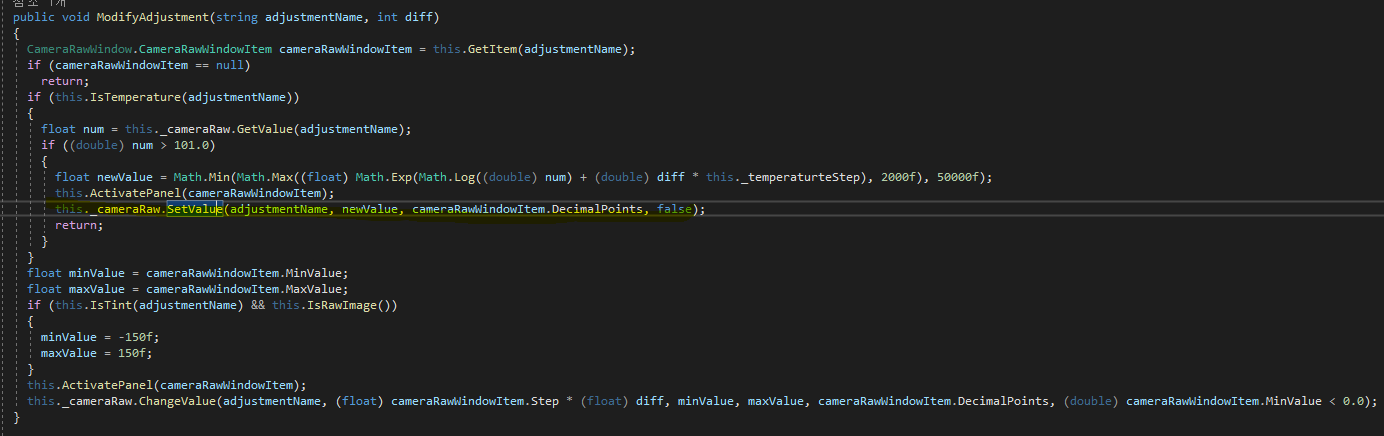 참조 1개
public void ModifyAdjustment(string adjustmentName, int diff)
{
CameraRawWindow.CameraRawWindowItem cameraRawWindowItem = this.GetItem(adjustmentName);
if (cameraRawWindowItem == null)
return;
if (this.IsTemperature(adjustmentName))
{
float num = this._cameraRaw.GetValue(adjustmentName);
if ((double) num > 101.0)
{
float newValue = Math.Min(Math.Max((float) Math.Exp(Math.Log((double) num) + (double) diff * this._temperaturteStep), 2000f), 50000f);
this.ActivatePanel(cameraRawWindowItem);
this._cameraRaw.SetValue(adjustmentName, newValue, cameraRawWindowItem.DecimalPoints, false);
return;
}
}
float minValue = cameraRawWindowItem.MinValue;
float maxValue = cameraRawWindowItem.MaxValue;
if (this.IsTint(adjustmentName) && this.IsRawImage())
{
minValue = -150f;
maxValue = 150f;
}
this.ActivatePanel(cameraRawWindowItem);
this._cameraRaw.ChangeValue(adjustmentName, (float) cameraRawWindowItem.Step * (float) diff, minValue, maxValue, cameraRawWindowItem.DecimalPoints, (double) cameraRawWindowItem.MinValue < 0.0);
}